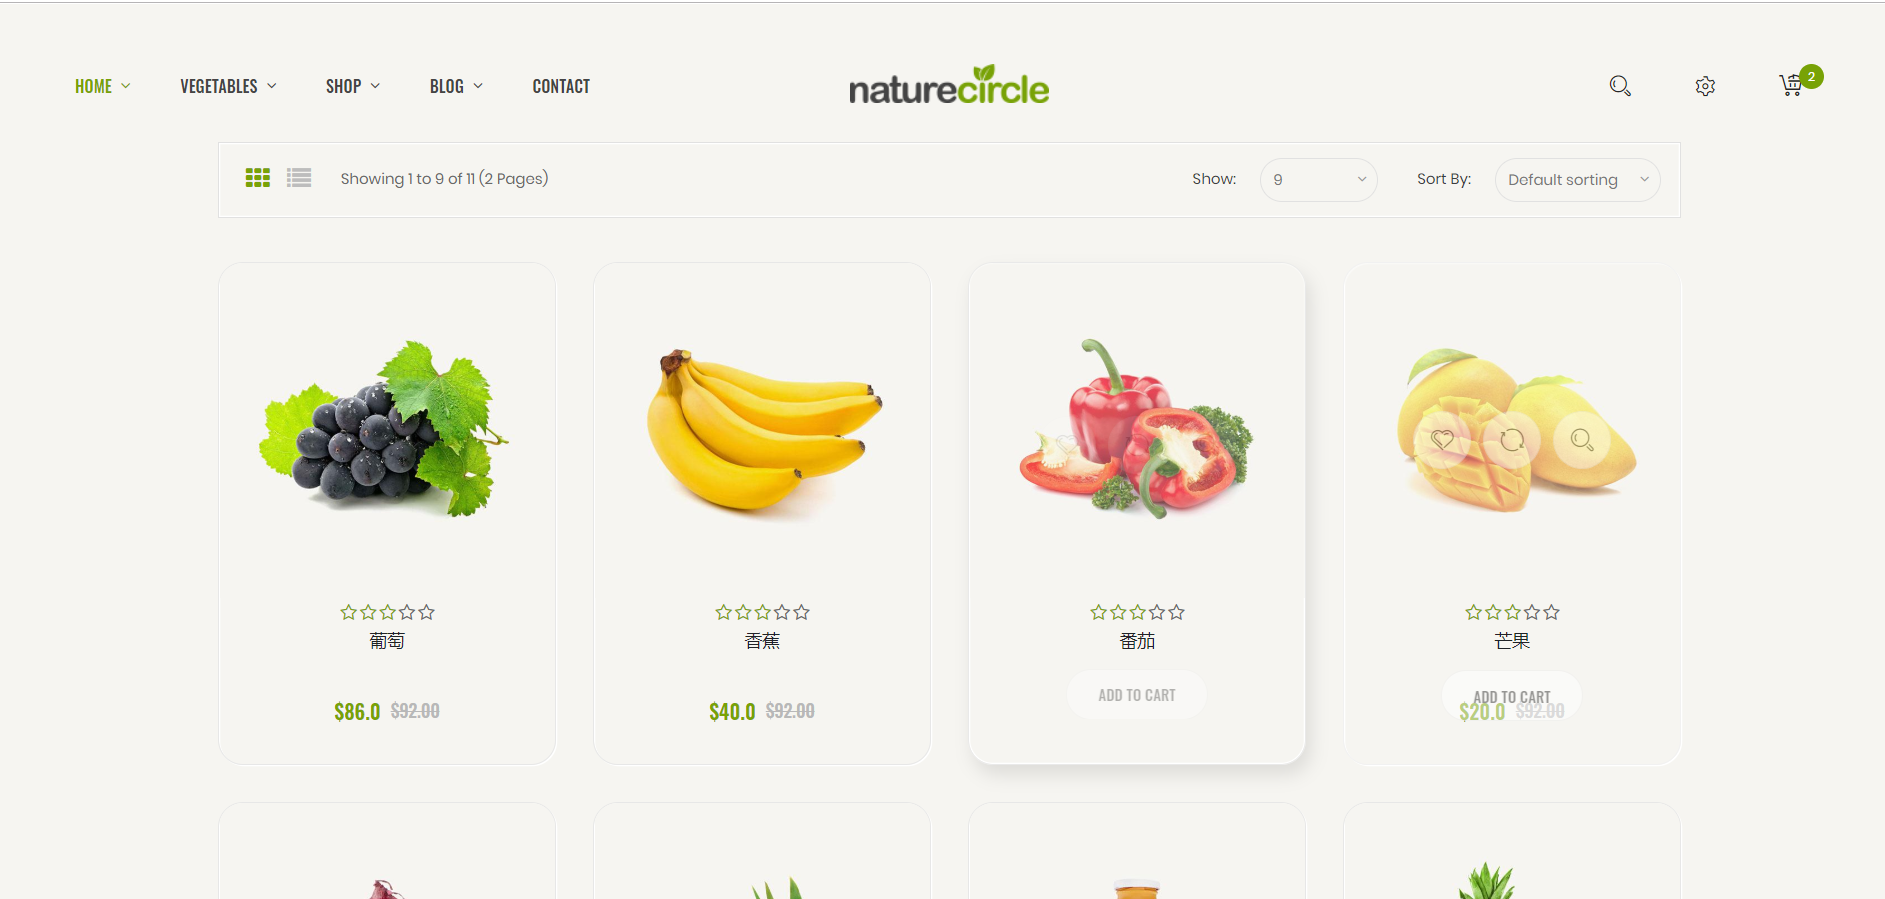 HOME VEGETABLES SHOP BLOG CONTACT
naturecircle
2
Showing 1 to 9 of 11 (2 Pages)
Show: 9
Sort By: Default sorting
葡萄
$86.0 $92.00
香蕉
$40.0 $92.00
番茄
ADD TO CART
芒果
ADD TO CART
$20.0 $92.00